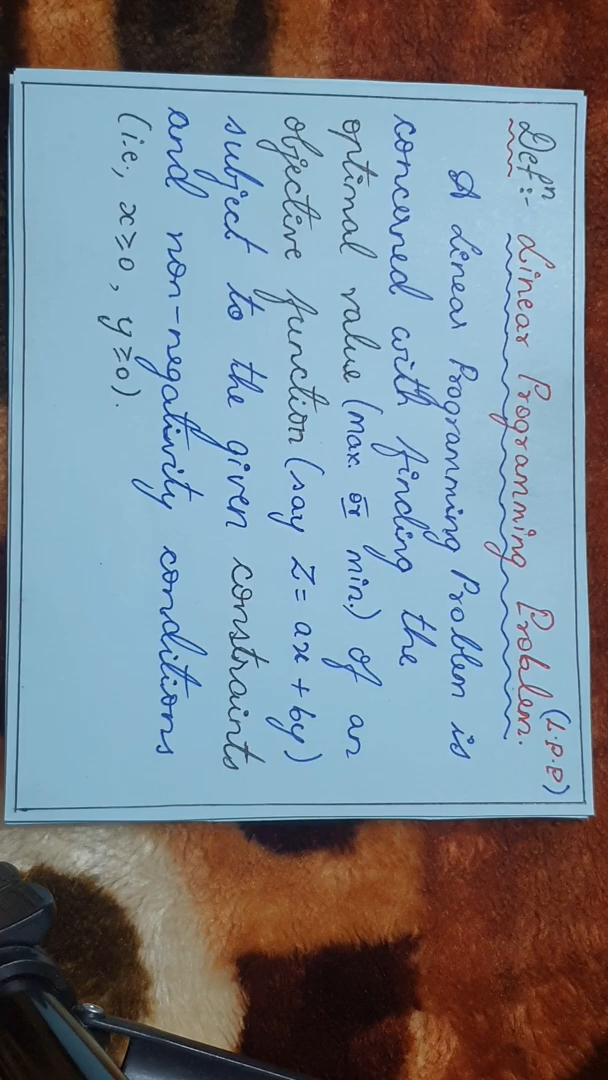 (L.P.P)
Defⁿ :- Linear Programming Problem.
A Linear Programming Problem is
concerned with finding the
optimal value (max. or min.) of an
objective function (say Z = ax + by)
subject to the given constraints
and non-negativity conditions
(i.e., x ≥ 0, y ≥ 0).